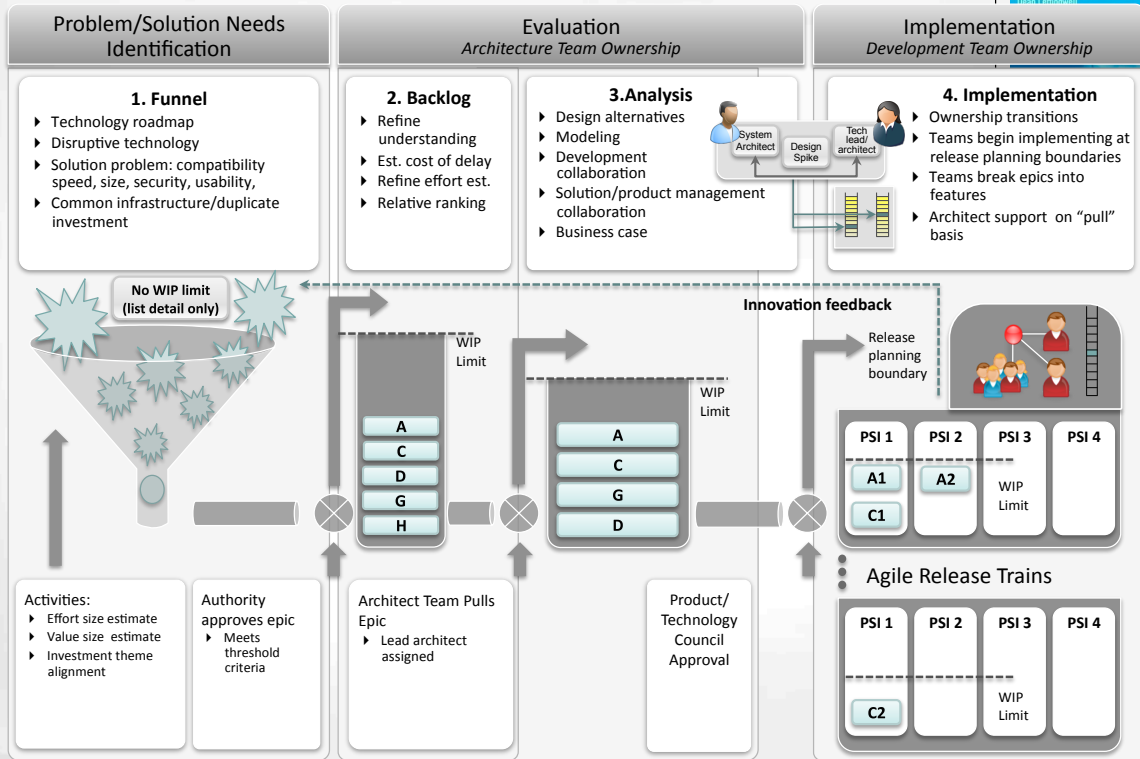 Problem/Solution Needs
Identification
Evaluation
Architecture Team Ownership
Implementation
Development Team Ownership
1. Funnel
Technology roadmap
Disruptive technology
Solution problem: compatibility
speed, size, security, usability,
Common infrastructure/duplicate
investment
2. Backlog
Refine
understanding
Est. cost of delay
Refine effort est.
Relative ranking
3.Analysis
Design alternatives
Modeling
Development
collaboration
Solution/product management
collaboration
Business case
System
Architect
Design
Spike
Tech
lead/
architect
4. Implementation
Ownership transitions
Teams begin implementing at
release planning boundaries
Teams break epics into
features
Architect support on “pull”
basis
No WIP limit
(list detail only)
Innovation feedback
WIP
Limit
WIP
Limit
Release
planning
boundary
A
C
D
G
H
A
C
G
D
PSI 1
PSI 2
PSI 3
PSI 4
A1
A2
C1
WIP
Limit
Agile Release Trains
PSI 1
PSI 2
PSI 3
PSI 4
WIP
Limit
C2
Activities:
Effort size estimate
Value size estimate
Investment theme
alignment
Authority
approves epic
Meets
threshold
criteria
Architect Team Pulls
Epic
Lead architect
assigned
Product/
Technology
Council
Approval